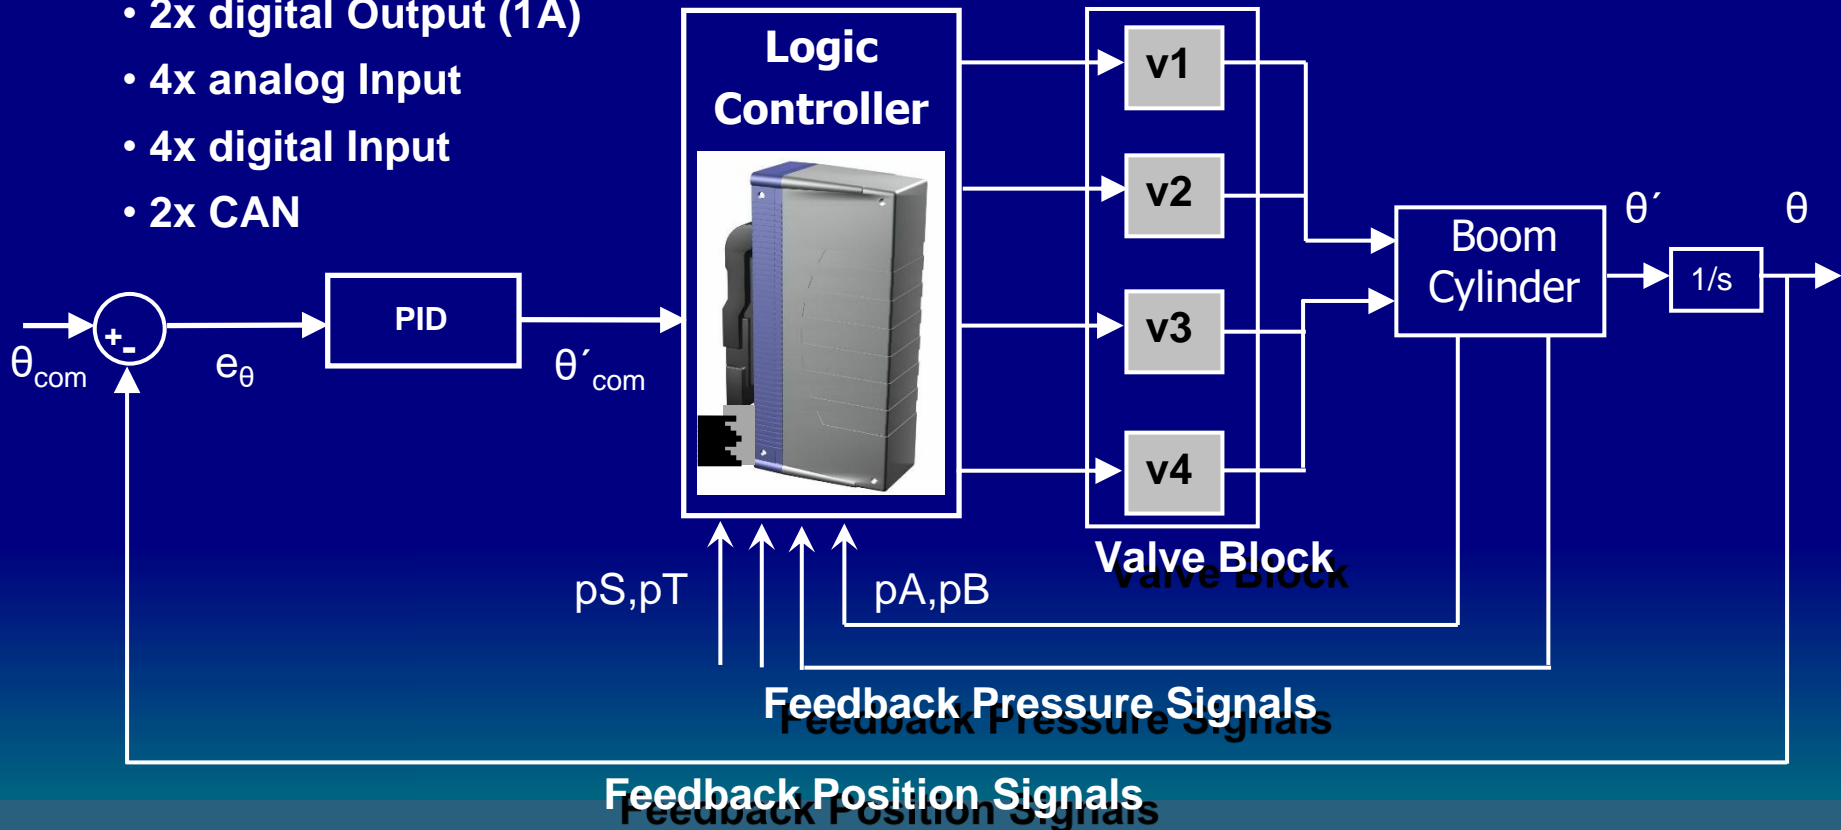 • 2x digital Output (1A)
• 4x analog Input
• 4x digital Input
• 2x CAN
Logic
Controller
v1
v2
v3
v4
Boom
Cylinder
θ´
θ
1/s
+
-
PID
θcom
eθ
θ´com
Valve Block
pS,pT
pA,pB
Feedback Pressure Signals
Feedback Position Signals